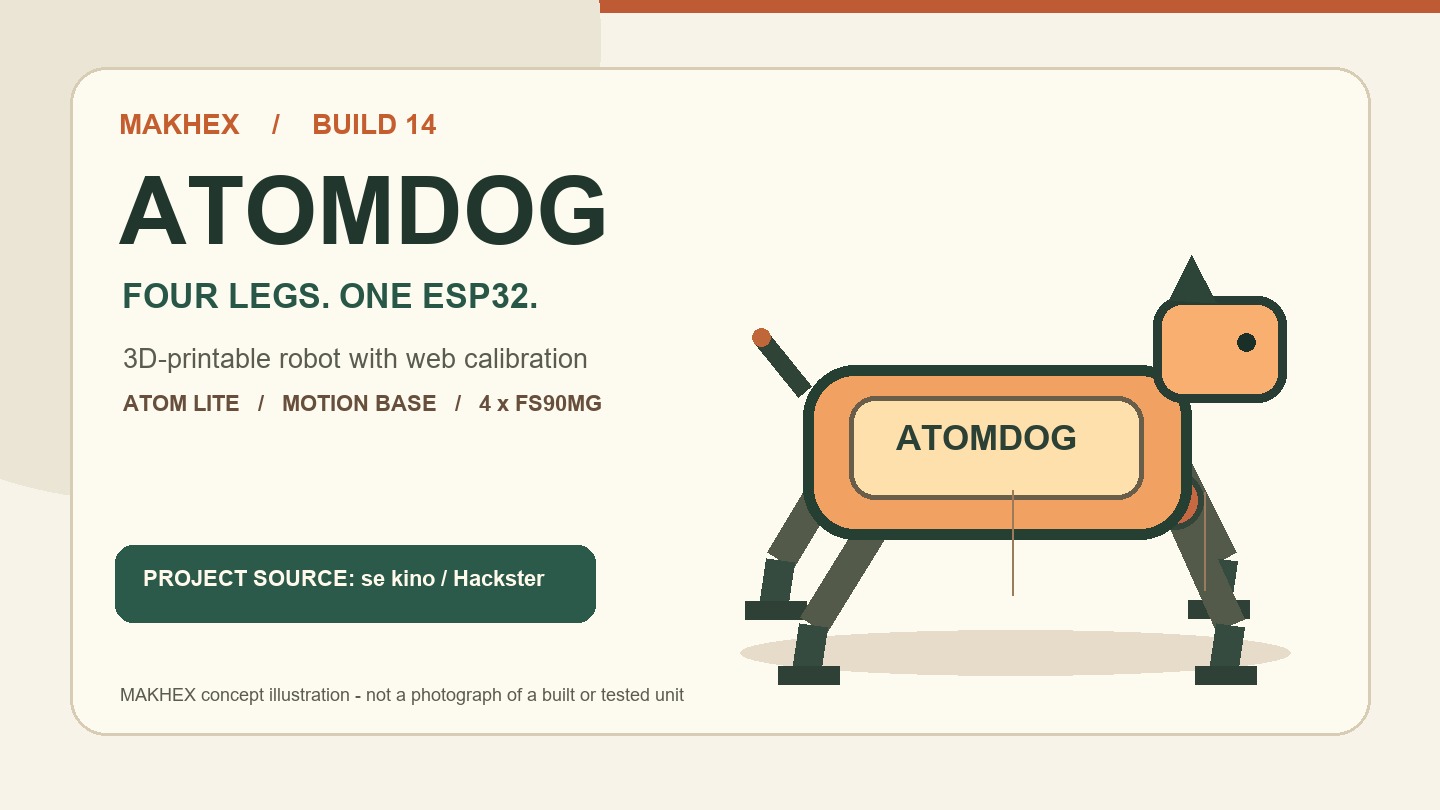 MAKHEX / BUILD 14
ATOMDOG
FOUR LEGS. ONE ESP32.
3D-printable robot with web calibration
ATOM LITE / MOTION BASE / 4 x FS90MG
ATOMDOG
PROJECT SOURCE: se kino / Hackster
MAKHEX concept illustration - not a photograph of a built or tested unit